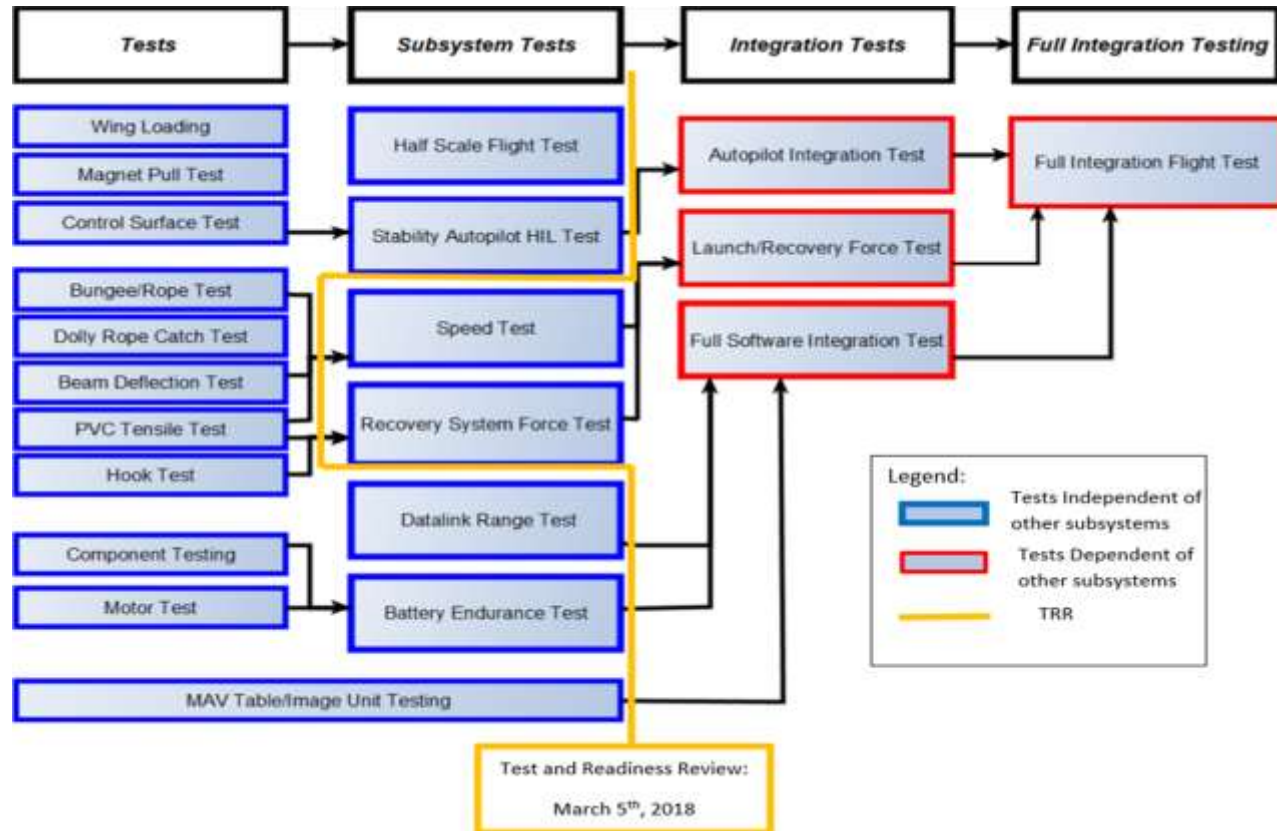 Tests
Subsystem Tests
Integration Tests
Full Integration Testing
Wing Loading
Magnet Pull Test
Control Surface Test
Bungee/Rope Test
Dolly Rope Catch Test
Beam Deflection Test
PVC Tensile Test
Hook Test
Component Testing
Motor Test
MAV Table/Image Unit Testing
Half Scale Flight Test
Stability Autopilot HIL Test
Speed Test
Recovery System Force Test
Datalink Range Test
Battery Endurance Test
Autopilot Integration Test
Launch/Recovery Force Test
Full Software Integration Test
Full Integration Flight Test
Legend:
Tests Independent of
other subsystems
Tests Dependent of
other subsystems
TRR
Test and Readiness Review:
March 5th, 2018